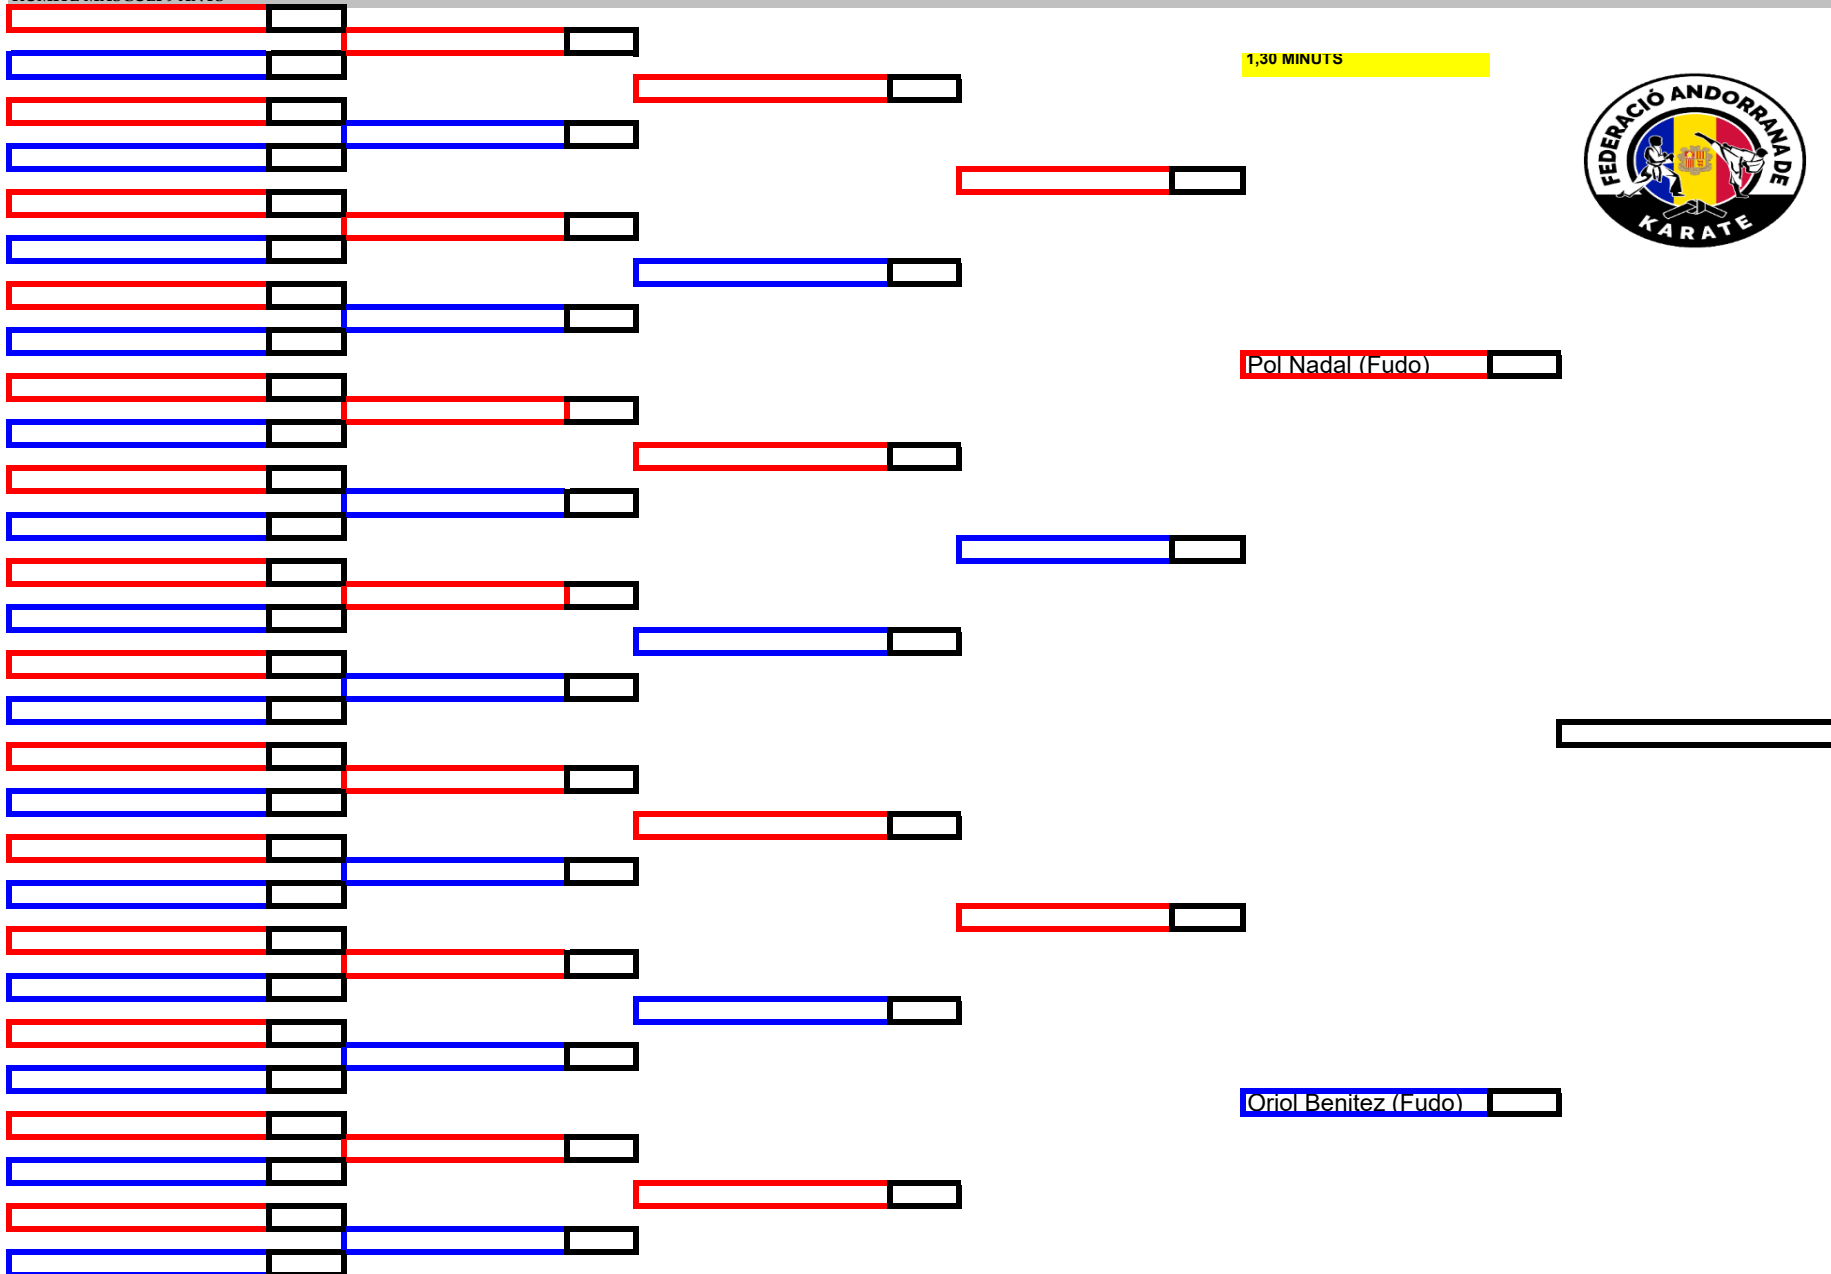 1,30 MINUTS
FEDERACIÓ ANDORRANA DE
KARATE
Pol Nadal (Fudo)
Oriol Benitez (Fudo)